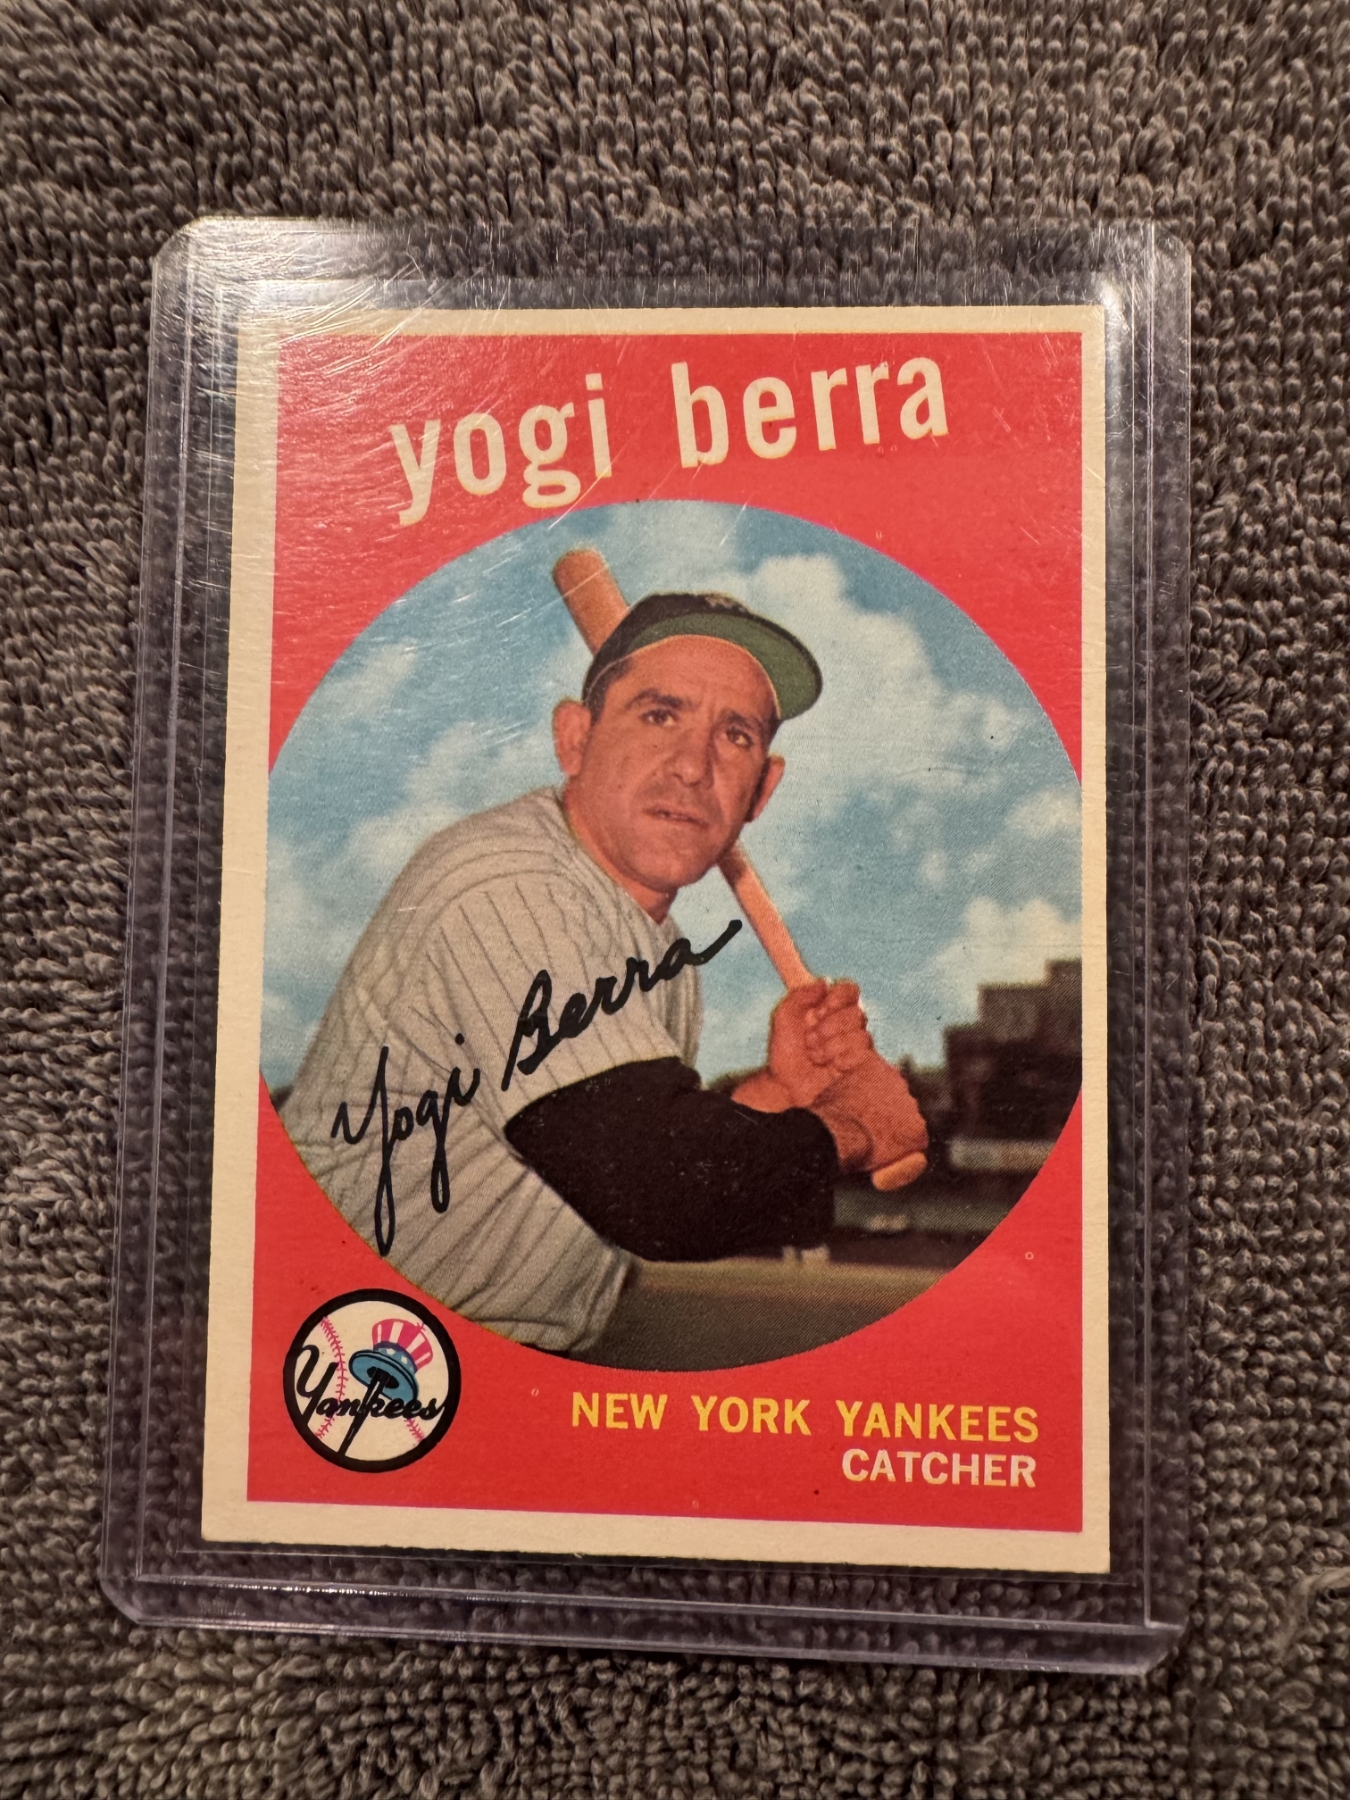 yogi berra
Yogi Berra
Yankees
NEW YORK YANKEES
CATCHER